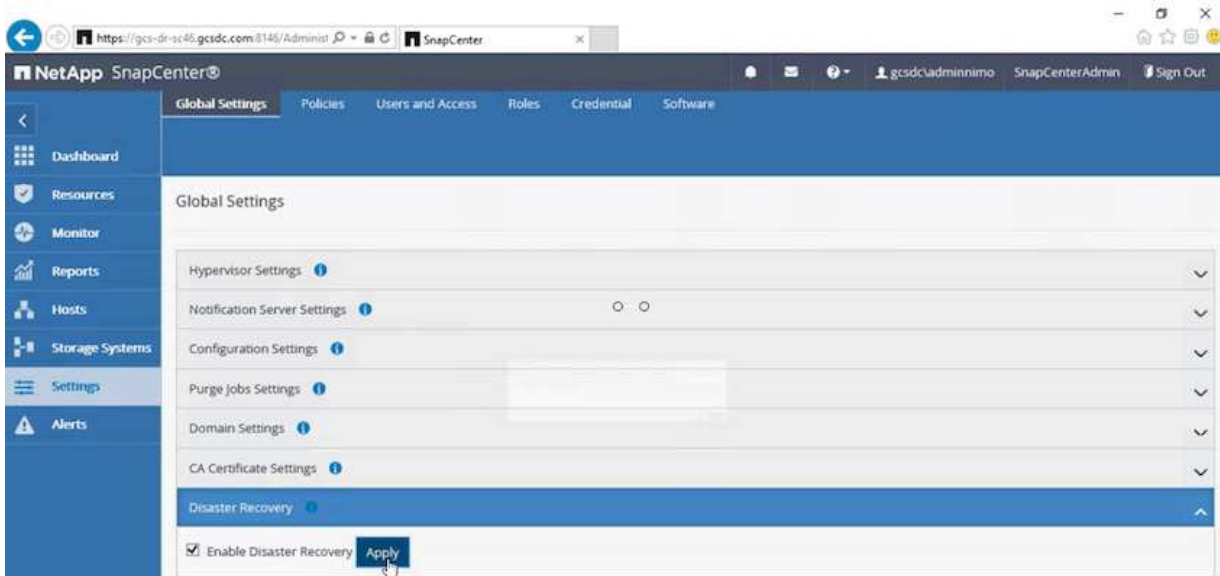 https://gcs-dr-sc46.gcsdc.com:8146/Administ
SnapCenter
NetApp SnapCenter®
gcsdc\adminnimo SnapCenterAdmin Sign Out
Global Settings Policies Users and Access Roles Credential Software
Dashboard
Resources
Monitor
Reports
Hosts
Storage Systems
Settings
Alerts
Global Settings
Hypervisor Settings
Notification Server Settings
Configuration Settings
Purge Jobs Settings
Domain Settings
CA Certificate Settings
Disaster Recovery
Enable Disaster Recovery Apply